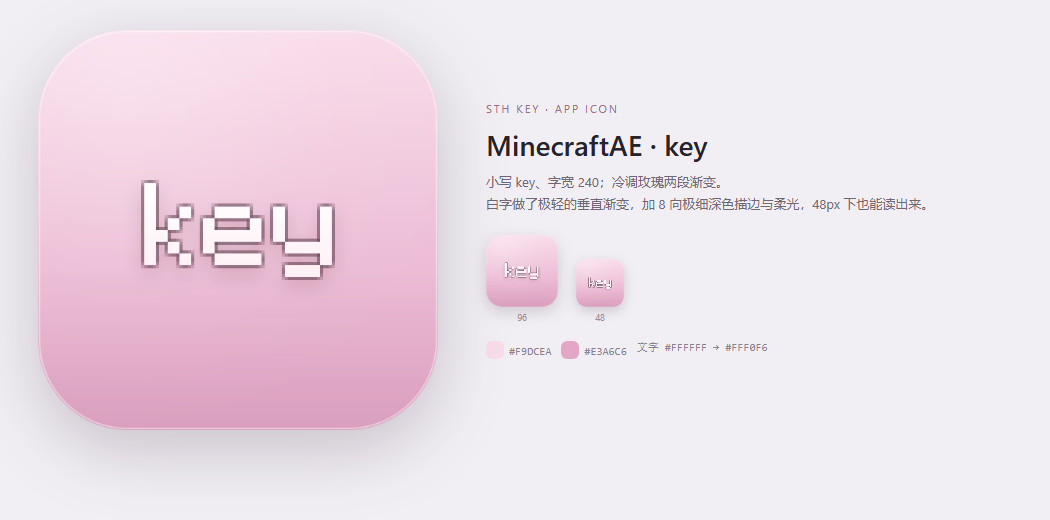 key
STH KEY · APP ICON
MinecraftAE · key
小写 key、字宽 240；冷调玫瑰两段渐变。
白字做了极轻的垂直渐变，加 8 向极细深色描边与柔光，48px 下也能读出来。
key
key
96
48
#F9DCEA
#E3A6C6
文字 #FFFFFF → #FFF0F6